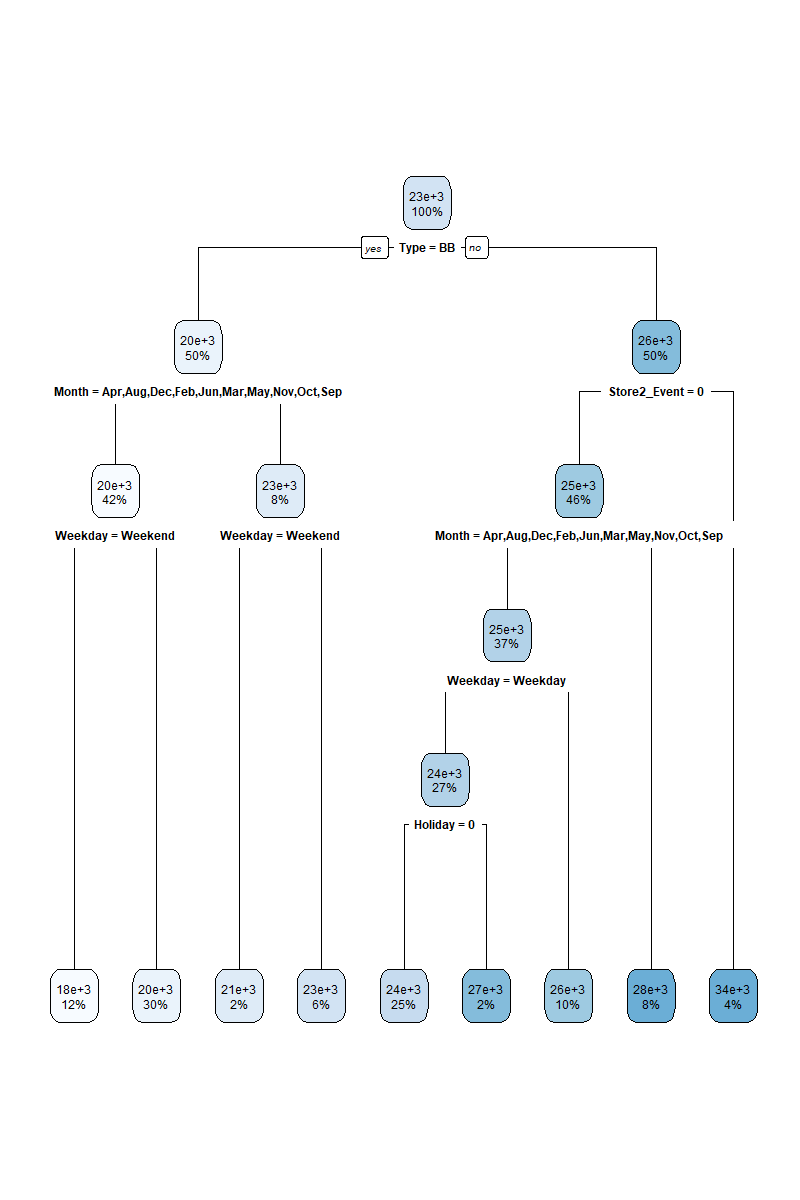 23e+3
100%
yes Type = BB no
20e+3
50%
26e+3
50%
Month = Apr,Aug,Dec,Feb,Jun,Mar,May,Nov,Oct,Sep
Store2_Event = 0
20e+3
42%
23e+3
8%
25e+3
46%
Weekday = Weekend
Weekday = Weekend
Month = Apr,Aug,Dec,Feb,Jun,Mar,May,Nov,Oct,Sep
25e+3
37%
Weekday = Weekday
24e+3
27%
Holiday = 0
18e+3
12%
20e+3
30%
21e+3
2%
23e+3
6%
24e+3
25%
27e+3
2%
26e+3
10%
28e+3
8%
34e+3
4%